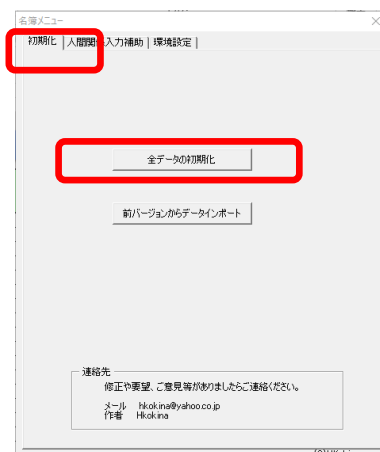 名簿メニュー
初期化 | 人間関係入力補助 | 環境設定 |
全データの初期化
前バージョンからデータインポート
連絡先
修正や要望、ご意見等がありましたらご連絡ください。
メール hkokina@yahoo.co.jp
作者 Hkokina